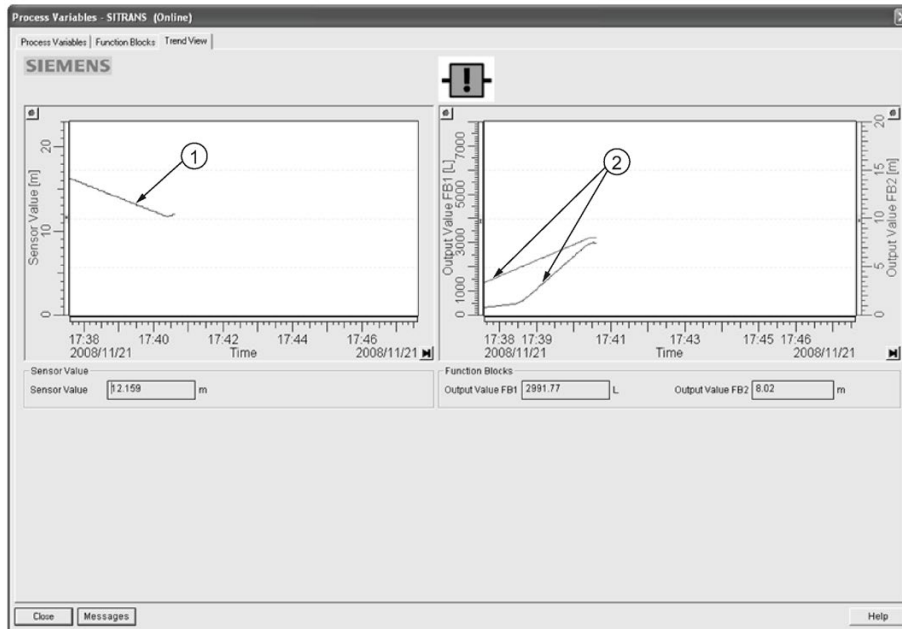 Process Variables - SITRANS (Online)
Process Variables
Function Blocks
Trend View
SIEMENS
!
Sensor Value [m]
20
10
0
1
17:38
17:40
17:42
17:44
17:46
2008/11/21
Time
2008/11/21
Output Value FB1 [L]
7000
5000
3000
1000
0
2
20
15
10
5
0
Output Value FB2 [m]
17:38
17:39
17:41
17:43
17:45
17:46
2008/11/21
Time
2008/11/21
Sensor Value
Sensor Value 12.159 m
Function Blocks
Output Value FB1 2991.77 L
Output Value FB2 8.02 m
Close
Messages
Help